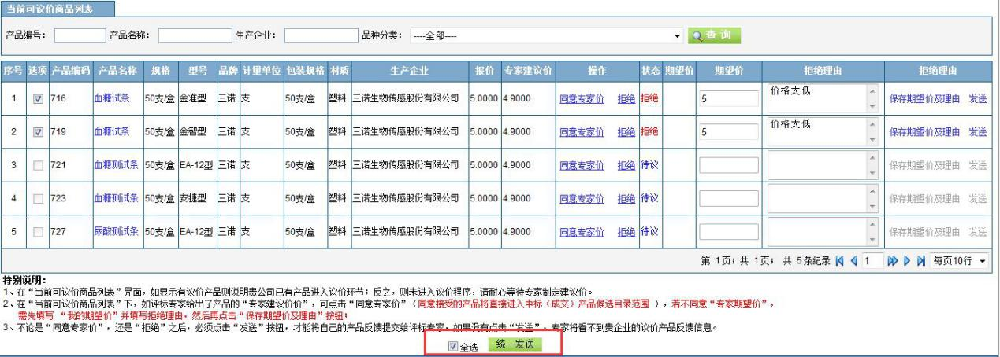 当前可议价商品列表
产品编号： 产品名称： 生产企业： 品种分类： ----全部---- 查 询
序号 选项 产品编码 产品名称 规格 型号 品牌 计量单位 包装规格 材质 生产企业 报价 专家建议价 操作 状态 期望价 期望价 拒绝理由 拒绝理由
1 716 血糖试条 50支/盒 金准型 三诺 支 50支/盒 塑料 三诺生物传感股份有限公司 5.0000 4.9000 同意专家价 拒绝 拒绝 5 价格太低 保存期望价及理由 发送
2 719 血糖试条 50支/盒 金智型 三诺 支 50支/盒 塑料 三诺生物传感股份有限公司 5.0000 4.9000 同意专家价 拒绝 拒绝 5 价格太低 保存期望价及理由 发送
3 721 血糖测试条 50支/盒 EA-12型 三诺 支 50支/盒 塑料 三诺生物传感股份有限公司 5.0000 4.9000 同意专家价 拒绝 待议 保存期望价及理由 发送
4 723 血糖测试条 50支/盒 安捷型 三诺 支 50支/盒 塑料 三诺生物传感股份有限公司 5.0000 4.9000 同意专家价 拒绝 待议 保存期望价及理由 发送
5 727 尿酸测试条 50支/盒 EA-12型 三诺 支 50支/盒 塑料 三诺生物传感股份有限公司 5.0000 4.9000 同意专家价 拒绝 待议 保存期望价及理由 发送
第 1页；共 1页； 共 5条纪录 1 每页10行
特别说明：
1、在“当前可议价商品列表”界面，如显示有议价产品则说明贵公司已有产品进入议价环节；反之，则未进入议价程序，请耐心等待专家制定建议价。
2、在“当前可议价商品列表”下，如评标专家给出了产品的“专家建议价价”，可点击“同意专家价”（同意接受的产品将直接进入中标（成交）产品候选目录范围 ），若不同意“专家期望价”，
需先填写 “我的期望价”并填写拒绝理由，然后再点击“保存期望价及理由”按钮；
3、不论是“同意专家价”，还是“拒绝”之后，必须点击“发送”按钮，才能将自己的产品反馈提交给评标专家，如果没有点击“发送”，专家将看不到贵企业的议价产品反馈信息。
全选 统一发送